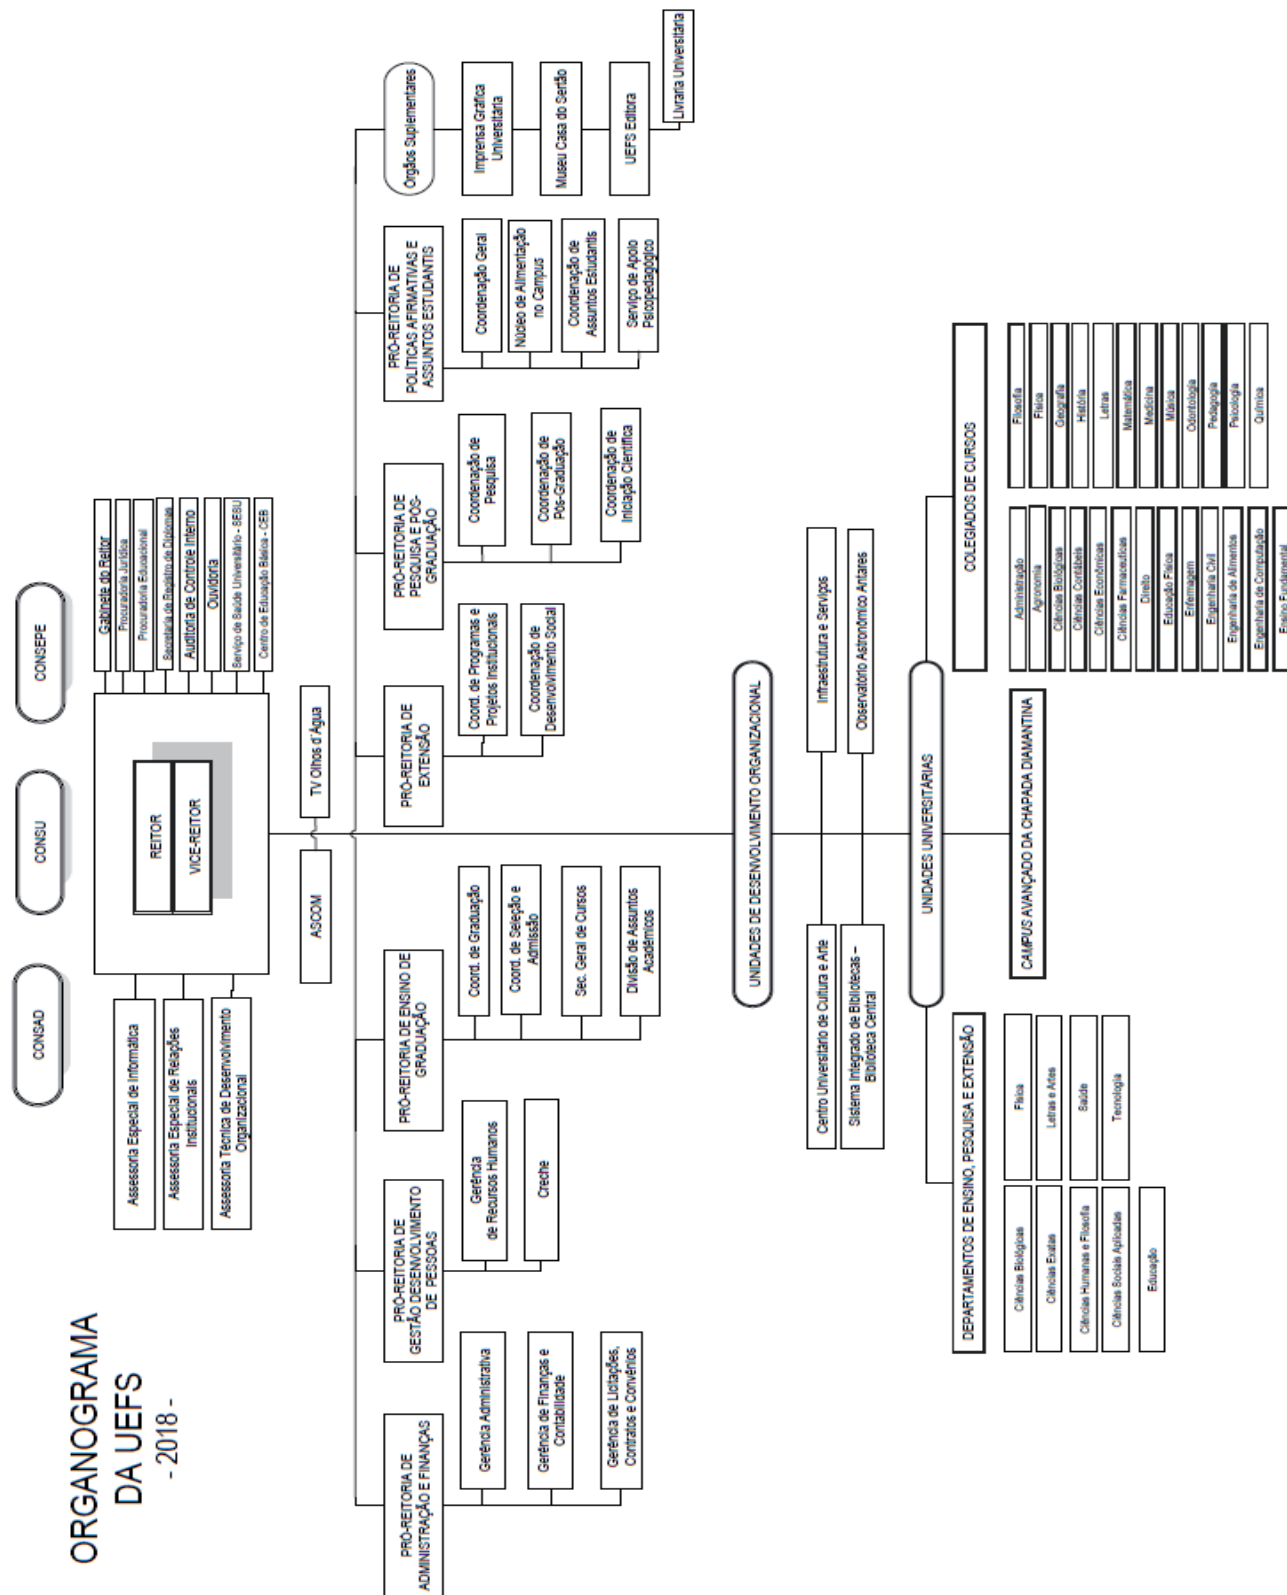 ORGANOGRAMA
DA UEFS
- 2018 -
CONSAD
CONSU
CONSEPE
REITOR
VICE-REITOR
Assessoria Especial de Informática
Assessoria Especial de Relações
Institucionais
Assessoria Técnica de Desenvolvimento
Organizacional
Gabinete do Reitor
Procuradoria Jurídica
Procuradoria Educacional
Secretaria de Registro de Diplomas
Auditoria de Controle Interno
Ouvidoria
Serviço de Saúde Universitário - SESU
Centro de Educação Básica - CEB
ASCOM
TV Olhos d´Água
PRÓ-REITORIA DE
ADMINISTRAÇÃO E FINANÇAS
Gerência Administrativa
Gerência de Finanças e
Contabilidade
Gerência de Licitações,
Contratos e Convênios
PRÓ-REITORIA DE
GESTÃO DESENVOLVIMENTO
DE PESSOAS
Gerência
de Recursos Humanos
Creche
PRÓ-REITORIA DE ENSINO DE
GRADUAÇÃO
Coord. de Graduação
Coord. de Seleção e
Admissão
Sec. Geral de Cursos
Divisão de Assuntos
Acadêmicos
PRÓ-REITORIA DE
EXTENSÃO
Coord. de Programas e
Projetos Institucionais
Coordenação de
Desenvolvimento Social
PRÓ-REITORIA DE
PESQUISA E PÓS-
GRADUAÇÃO
Coordenação de
Pesquisa
Coordenação de
Pós-Graduação
Coordenação de
Iniciação Científica
PRÓ-REITORIA DE
POLÍTICAS AFIRMATIVAS E
ASSUNTOS ESTUDANTIS
Coordenação Geral
Núcleo de Alimentação
no Campus
Coordenação de
Assuntos Estudantis
Serviço de Apoio
Psicopedagógico
Órgãos Suplementares
Imprensa Gráfica
Universitária
Museu Casa do Sertão
UEFS Editora
Livraria Universitária
UNIDADES DE DESENVOLVIMENTO ORGANIZACIONAL
Centro Universitário de Cultura e Arte
Sistema Integrado de Bibliotecas –
Biblioteca Central
Infraestrutura e Serviços
Observatório Astronômico Antares
UNIDADES UNIVERSITÁRIAS
DEPARTAMENTOS DE ENSINO, PESQUISA E EXTENSÃO
Ciências Biológicas
Ciências Exatas
Ciências Humanas e Filosofia
Ciências Sociais Aplicadas
Educação
Física
Letras e Artes
Saúde
Tecnologia
CAMPUS AVANÇADO DA CHAPADA DIAMANTINA
COLEGIADOS DE CURSOS
Administração
Agronomia
Ciências Biológicas
Ciências Contábeis
Ciências Econômicas
Ciências Farmacêuticas
Direito
Educação Física
Enfermagem
Engenharia Civil
Engenharia de Alimentos
Engenharia de Computação
Ensino Fundamental
Filosofia
Física
Geografia
História
Letras
Matemática
Medicina
Música
Odontologia
Pedagogia
Psicologia
Química